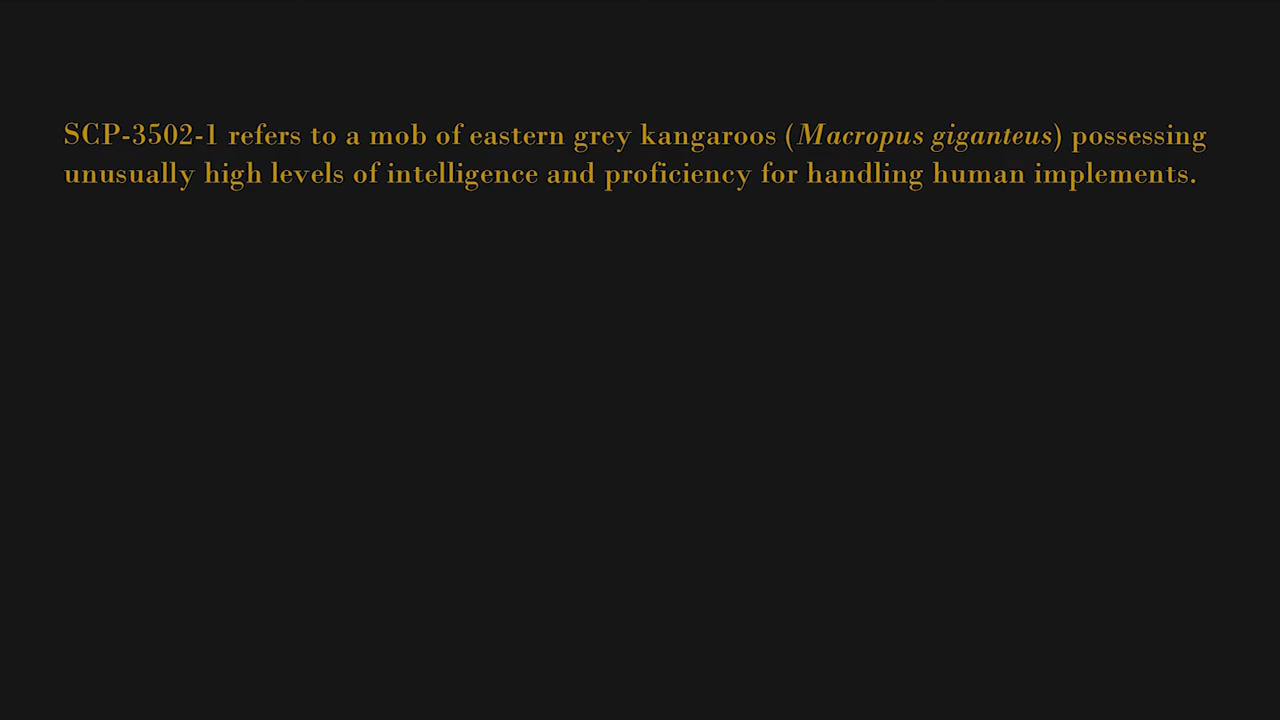 SCP-3502-1 refers to a mob of eastern grey kangaroos (Macropus giganteus) possessing
unusually high levels of intelligence and proficiency for handling human implements.